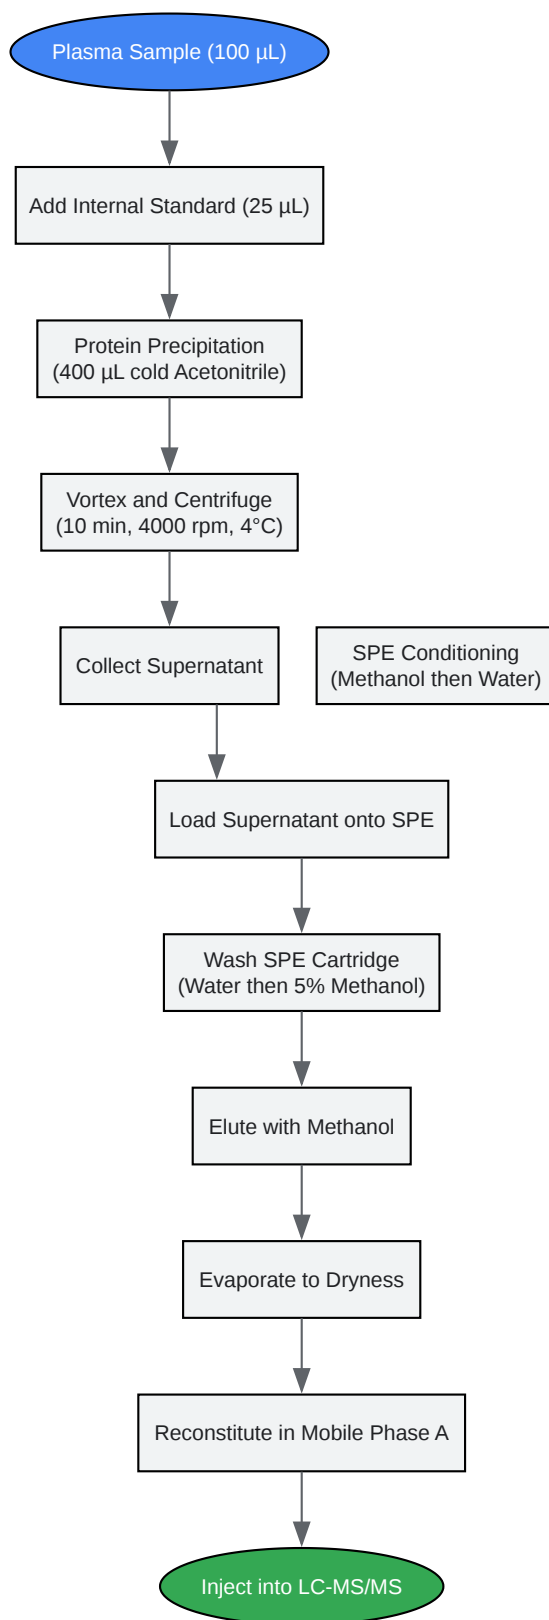 Plasma Sample (100 µL)
Add Internal Standard (25 µL)
Protein Precipitation
(400 µL cold Acetonitrile)
Vortex and Centrifuge
(10 min, 4000 rpm, 4°C)
Collect Supernatant
SPE Conditioning
(Methanol then Water)
Load Supernatant onto SPE
Wash SPE Cartridge
(Water then 5% Methanol)
Elute with Methanol
Evaporate to Dryness
Reconstitute in Mobile Phase A
Inject into LC-MS/MS